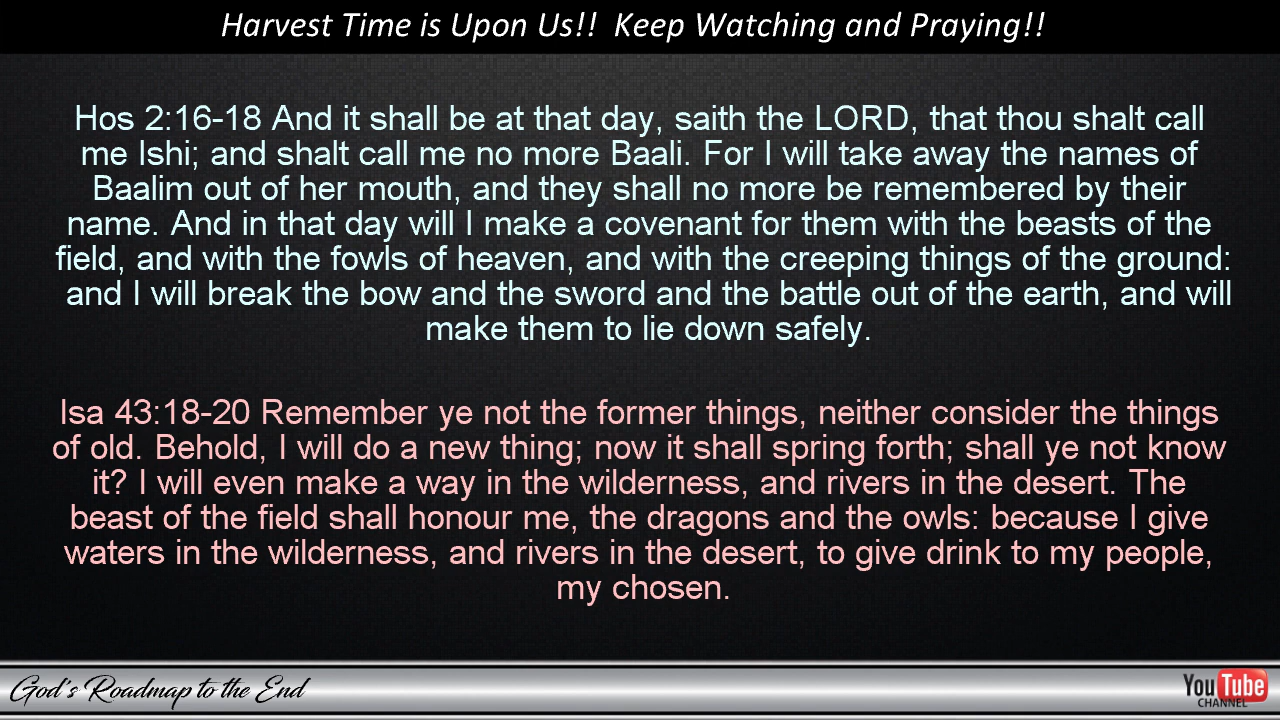 Harvest Time is Upon Us!!  Keep Watching and Praying!!
Hos 2:16-18 And it shall be at that day, saith the LORD, that thou shalt call
me Ishi; and shalt call me no more Baali. For I will take away the names of
Baalim out of her mouth, and they shall no more be remembered by their
name. And in that day will I make a covenant for them with the beasts of the
field, and with the fowls of heaven, and with the creeping things of the ground:
and I will break the bow and the sword and the battle out of the earth, and will
make them to lie down safely.
Isa 43:18-20 Remember ye not the former things, neither consider the things
of old. Behold, I will do a new thing; now it shall spring forth; shall ye not know
it? I will even make a way in the wilderness, and rivers in the desert. The
beast of the field shall honour me, the dragons and the owls: because I give
waters in the wilderness, and rivers in the desert, to give drink to my people,
my chosen.
God's Roadmap to the End
YouTube
CHANNEL